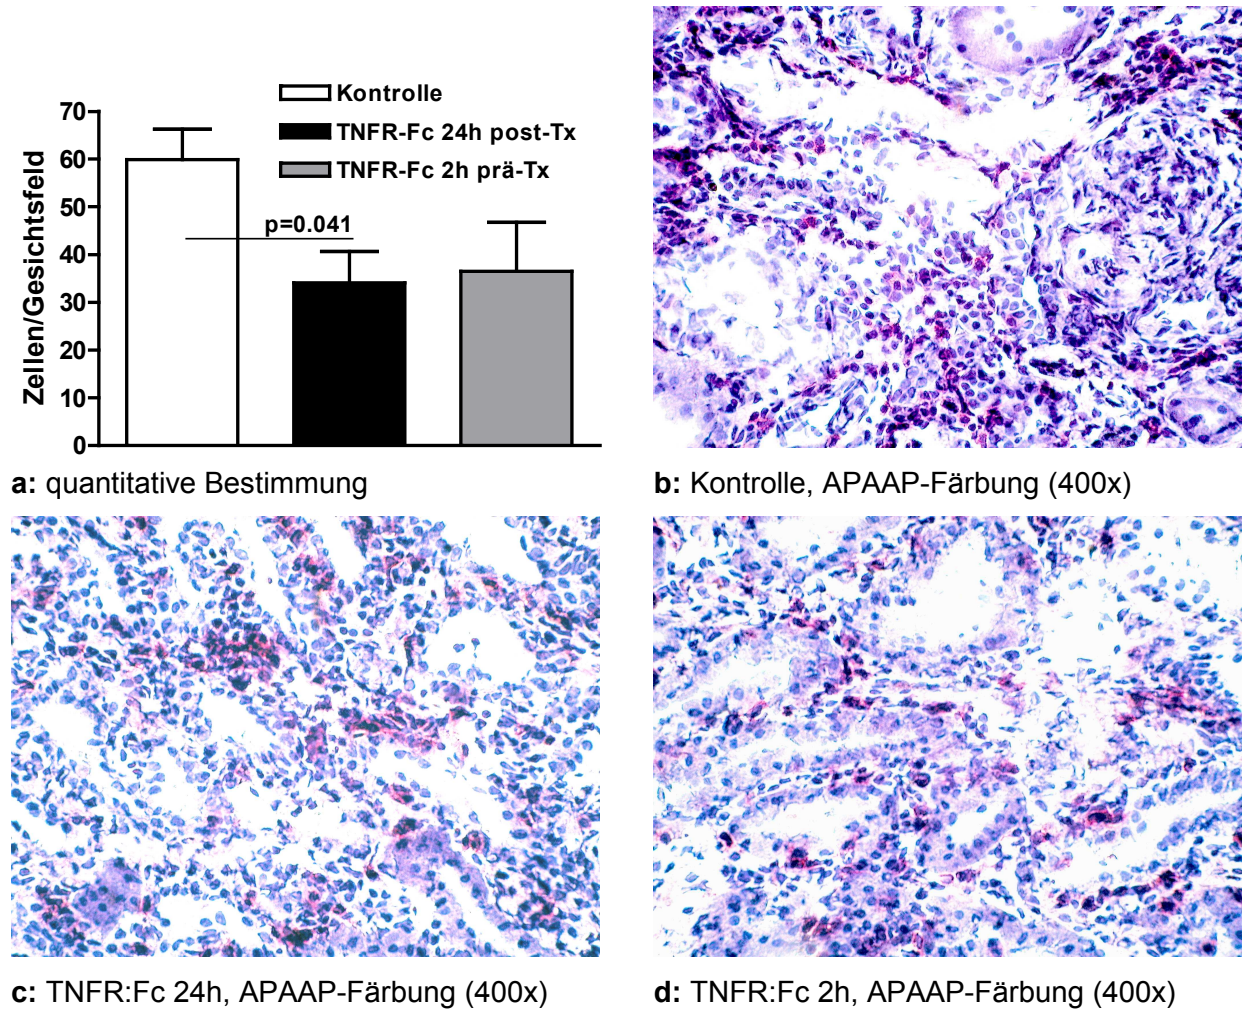 Kontrolle
TNFR-Fc 24h post-Tx
TNFR-Fc 2h prä-Tx
Zellen/Gesichtsfeld
70
60
50
40
30
20
10
0
p=0.041
a: quantitative Bestimmung
b: Kontrolle, APAAP-Färbung (400x)
c: TNFR:Fc 24h, APAAP-Färbung (400x)
d: TNFR:Fc 2h, APAAP-Färbung (400x)